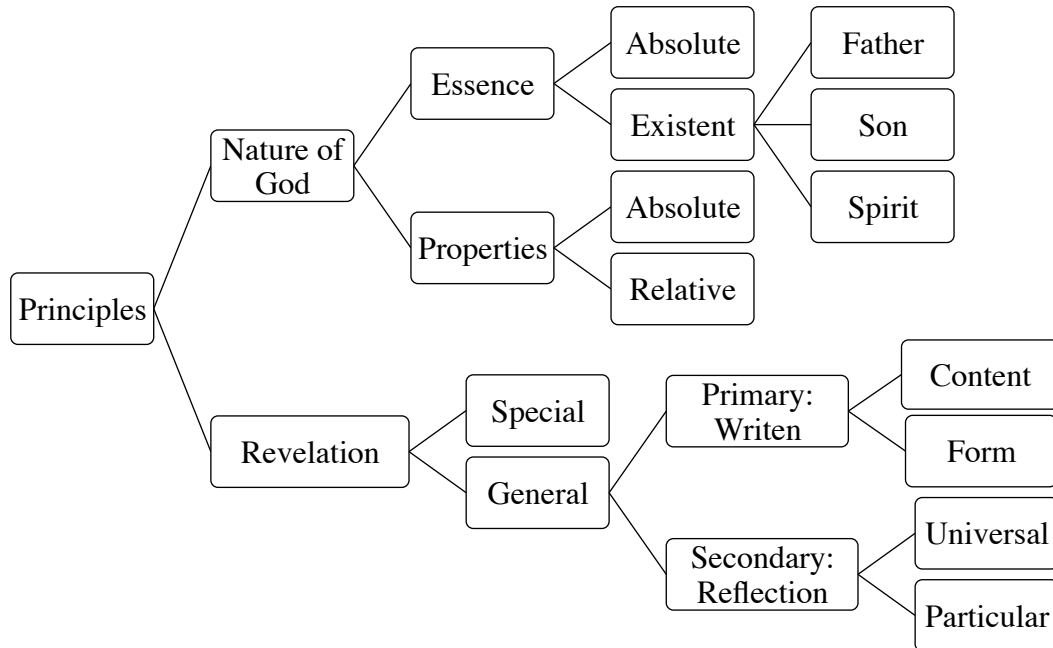 Principles
Nature of
God
Essence
Absolute
Existent
Father
Son
Spirit
Properties
Absolute
Relative
Revelation
Special
General
Primary:
Writen
Content
Form
Secondary:
Reflection
Universal
Particular